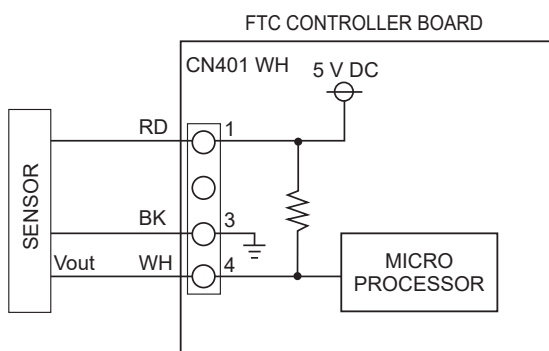 FTC CONTROLLER BOARD
CN401 WH
5 V DC
RD
1
SENSOR
BK
3
Vout
WH
4
MICRO
PROCESSOR